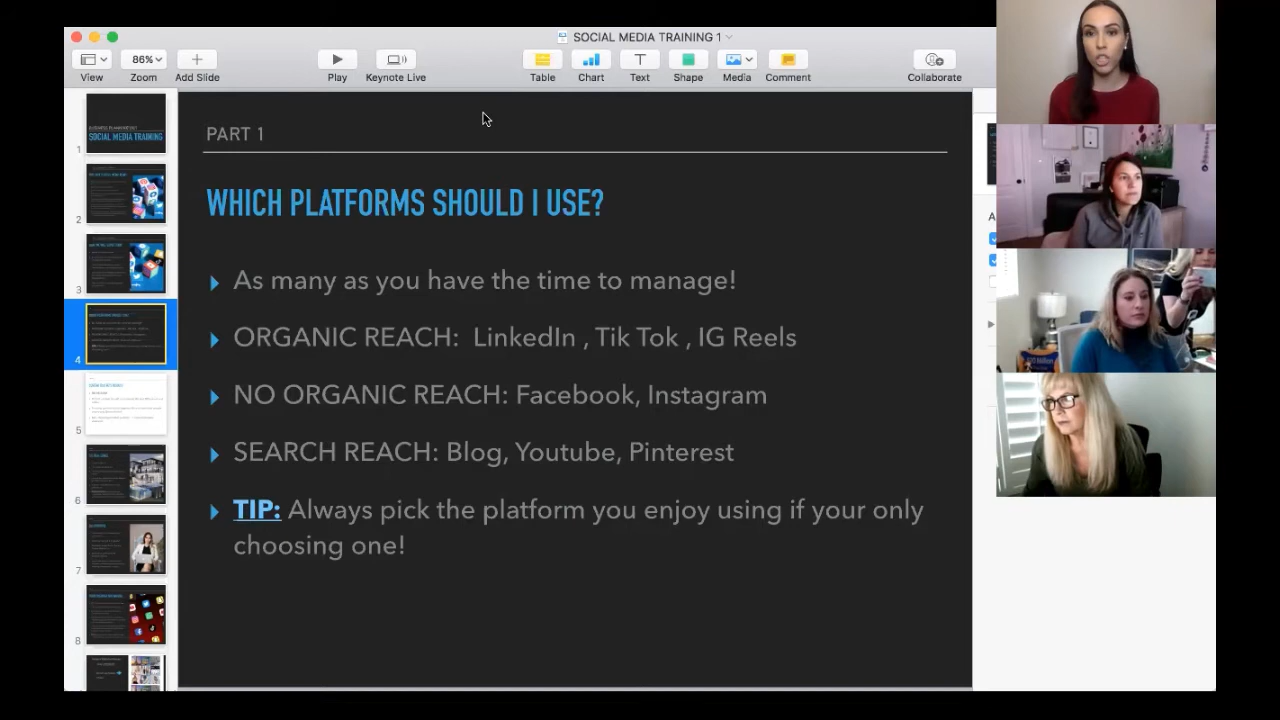 SOCIAL MEDIA TRAINING 1
86%
View Zoom Add Slide Play Keynote Live Table Chart Text Shape Media Comment Collaborate
1
SOCIAL MEDIA TRAINING
2
3
4
5
6
7
8
PART 1
WHICH PLATFORMS SHOULD I USE?
As many as you have the time to manage!
ORGANIC REACH: LinkedIn , Tik Tok , IG Reels
NO ORGANIC REACH: Facebook, Instagram
SEARCH REACH: Blog, Youtube, Pinterest
TIP: Always pick the platform you enjoy using if your only
choosing one!
A